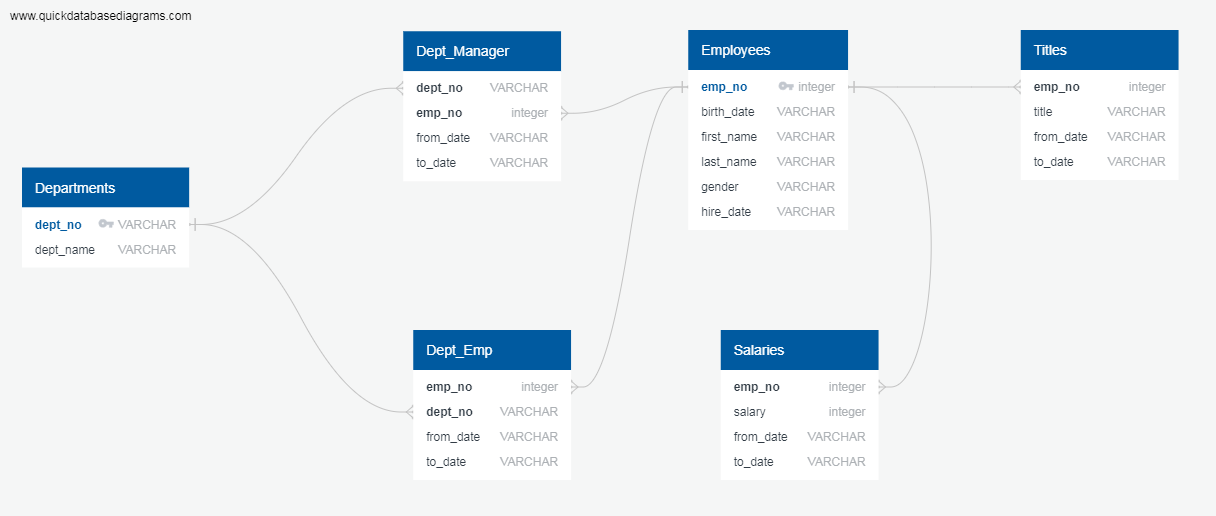 www.quickdatabasediagrams.com
Dept_Manager
dept_no VARCHAR
emp_no integer
from_date VARCHAR
to_date VARCHAR
Employees
emp_no integer
birth_date VARCHAR
first_name VARCHAR
last_name VARCHAR
gender VARCHAR
hire_date VARCHAR
Titles
emp_no integer
title VARCHAR
from_date VARCHAR
to_date VARCHAR
Departments
dept_no VARCHAR
dept_name VARCHAR
Dept_Emp
emp_no integer
dept_no VARCHAR
from_date VARCHAR
to_date VARCHAR
Salaries
emp_no integer
salary integer
from_date VARCHAR
to_date VARCHAR